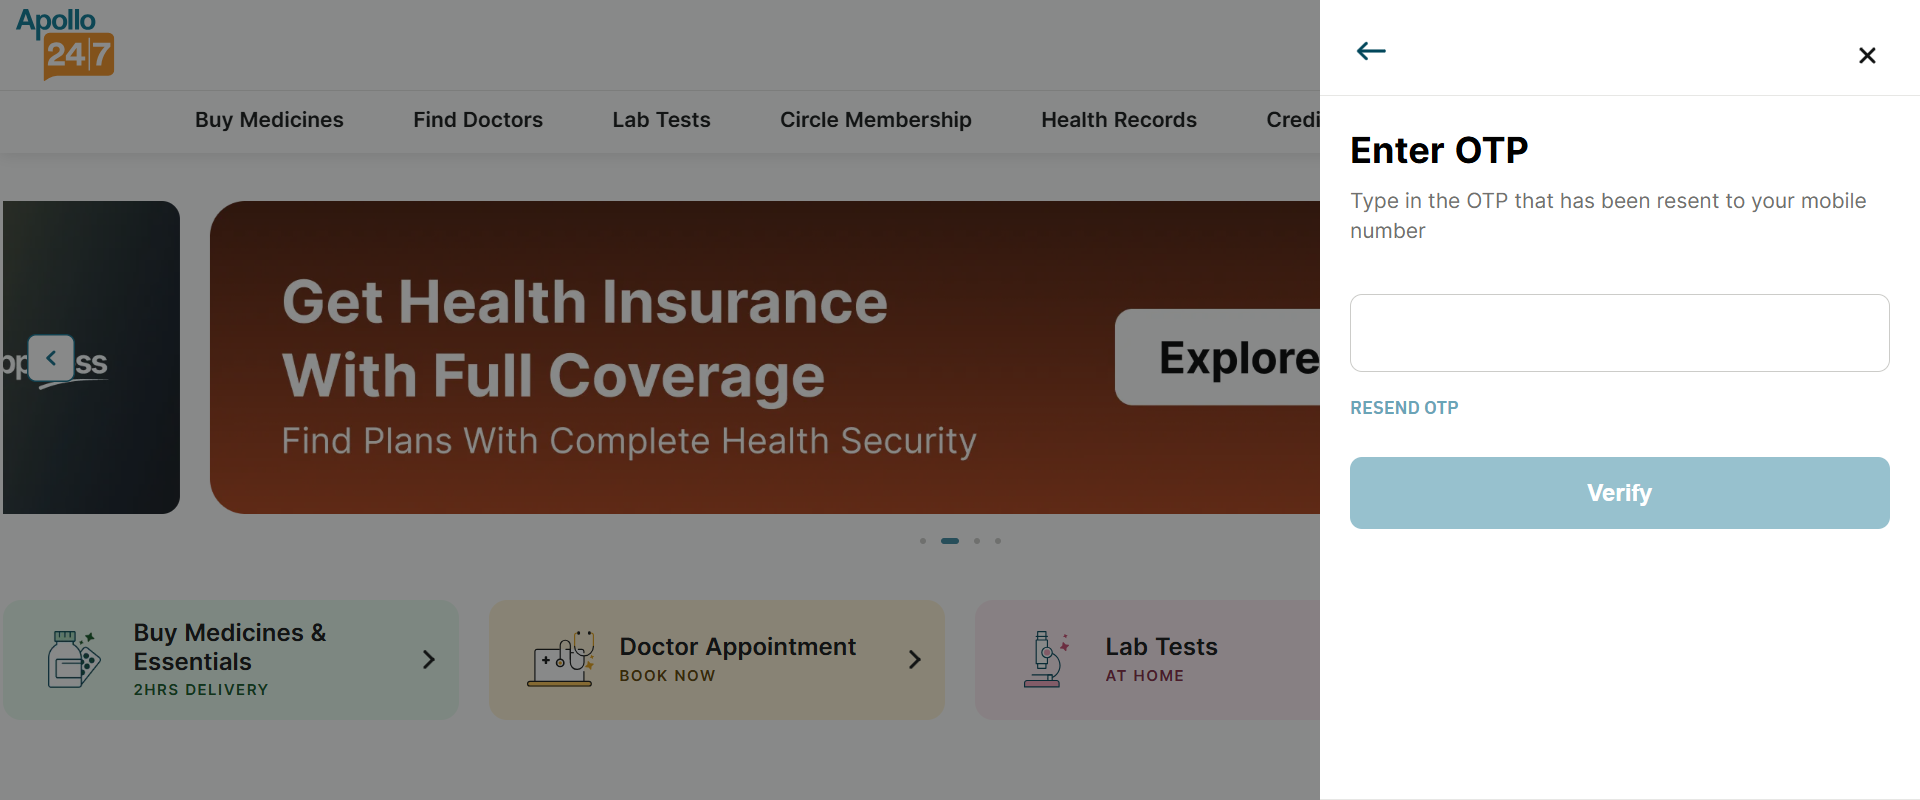 Apollo
24|7
Buy Medicines
Find Doctors
Lab Tests
Circle Membership
Health Records
Credi
ss
Get Health Insurance
With Full Coverage
Find Plans With Complete Health Security
Explore
Buy Medicines &
Essentials
2HRS DELIVERY
Doctor Appointment
BOOK NOW
Lab Tests
AT HOME
Enter OTP
Type in the OTP that has been resent to your mobile
number
RESEND OTP
Verify